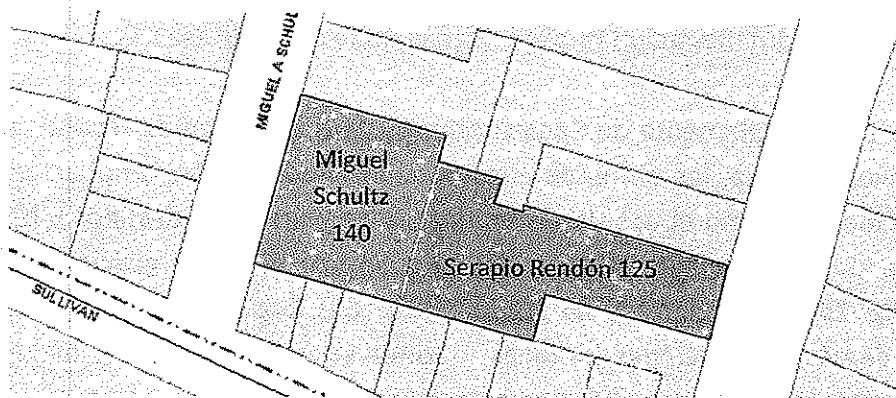 MIGUEL A SCHUL
Miguel
Schultz
140
Serapio Rendón 125
SULLIVAN